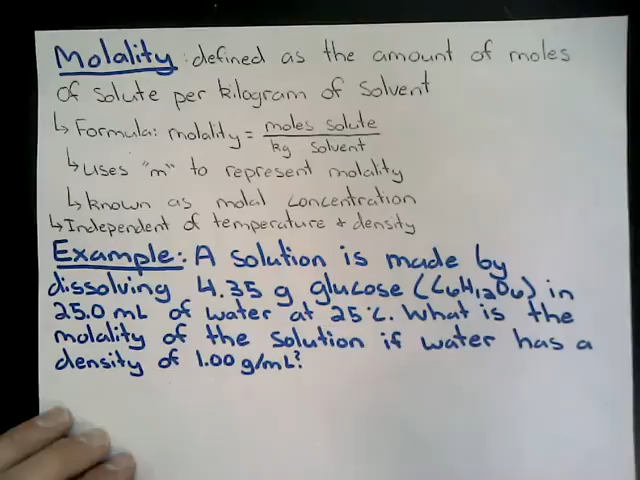 Molality: defined as the amount of moles
of solute per kilogram of solvent
↳ Formula: molality = moles solute / kg solvent
↳ uses "m" to represent molality
↳ known as molal concentration
↳ Independent of temperature + density
Example: A solution is made by
dissolving 4.35 g glucose (C6H12O6) in
25.0 mL of water at 25°C. What is the
molality of the solution if water has a
density of 1.00 g/mL?